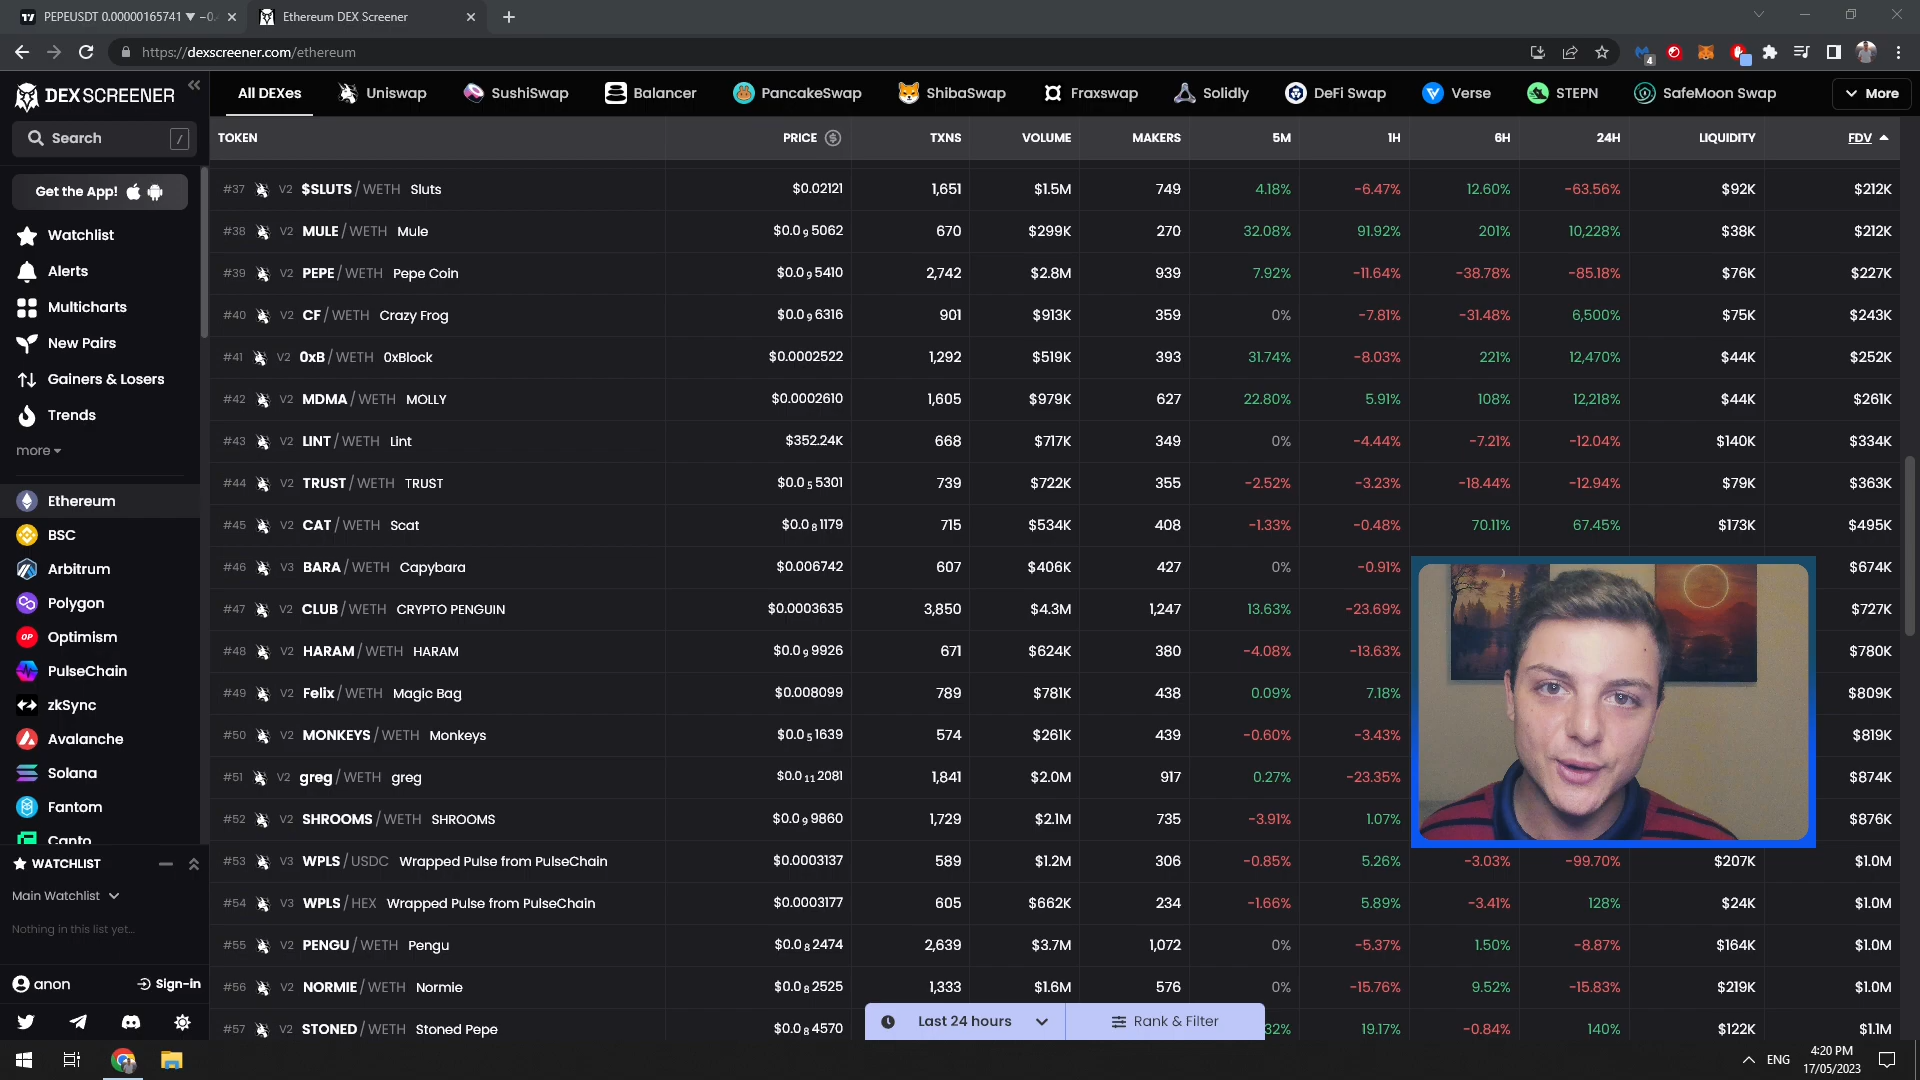 PEPEUSDT 0.00000165741 ▼ −0.
Ethereum DEX Screener
https://dexscreener.com/ethereum
4
DEX SCREENER
All DEXes Uniswap SushiSwap Balancer PancakeSwap ShibaSwap Fraxswap Solidly DeFi Swap Verse STEPN SafeMoon Swap More
Search /
TOKEN PRICE TXNS VOLUME MAKERS 5M 1H 6H 24H LIQUIDITY FDV
Get the App!
Watchlist
Alerts
Multicharts
New Pairs
Gainers & Losers
Trends
more
Ethereum
BSC
Arbitrum
Polygon
Optimism
PulseChain
zkSync
Avalanche
Solana
Fantom
Canto
WATCHLIST
Main Watchlist
Nothing in this list yet...
anon Sign-in
#37 V2 $SLUTS / WETH Sluts $0.02121 1,651 $1.5M 749 4.18% -6.47% 12.60% -63.56% $92K $212K
#38 V2 MULE / WETH Mule $0.0₉5062 670 $299K 270 32.08% 91.92% 201% 10,228% $38K $212K
#39 V2 PEPE / WETH Pepe Coin $0.0₉5410 2,742 $2.8M 939 7.92% -11.64% -38.78% -85.18% $76K $227K
#40 V2 CF / WETH Crazy Frog $0.0₉6316 901 $913K 359 0% -7.81% -31.48% 6,500% $75K $243K
#41 V2 0xB / WETH 0xBlock $0.0002522 1,292 $519K 393 31.74% -8.03% 221% 12,470% $44K $252K
#42 V2 MDMA / WETH MOLLY $0.0002610 1,605 $979K 627 22.80% 5.91% 108% 12,218% $44K $261K
#43 V2 LINT / WETH Lint $352.24K 668 $717K 349 0% -4.44% -7.21% -12.04% $140K $334K
#44 V2 TRUST / WETH TRUST $0.0₅5301 739 $722K 355 -2.52% -3.23% -18.44% -12.94% $79K $363K
#45 V2 CAT / WETH Scat $0.0₈1179 715 $534K 408 -1.33% -0.48% 70.11% 67.45% $173K $495K
#46 V3 BARA / WETH Capybara $0.006742 607 $406K 427 0% -0.91% $674K
#47 V2 CLUB / WETH CRYPTO PENGUIN $0.0003635 3,850 $4.3M 1,247 13.63% -23.69% $727K
#48 V2 HARAM / WETH HARAM $0.0₉9926 671 $624K 380 -4.08% -13.63% $780K
#49 V2 Felix / WETH Magic Bag $0.008099 789 $781K 438 0.09% 7.18% $809K
#50 V2 MONKEYS / WETH Monkeys $0.0₅1639 574 $261K 439 -0.60% -3.43% $819K
#51 V2 greg / WETH greg $0.0₁₁2081 1,841 $2.0M 917 0.27% -23.35% $874K
#52 V2 SHROOMS / WETH SHROOMS $0.0₉9860 1,729 $2.1M 735 -3.91% 1.07% $876K
#53 V3 WPLS / USDC Wrapped Pulse from PulseChain $0.0003137 589 $1.2M 306 -0.85% 5.26% -3.03% -99.70% $207K $1.0M
#54 V3 WPLS / HEX Wrapped Pulse from PulseChain $0.0003177 605 $662K 234 -1.66% 5.89% -3.41% 128% $24K $1.0M
#55 V2 PENGU / WETH Pengu $0.0₈2474 2,639 $3.7M 1,072 0% -5.37% 1.50% -8.87% $164K $1.0M
#56 V2 NORMIE / WETH Normie $0.0₈2525 1,333 $1.6M 576 0% -15.76% 9.52% -15.83% $219K $1.0M
#57 V2 STONED / WETH Stoned Pepe $0.0₈4570 32% 19.17% -0.84% 140% $122K $1.1M
Last 24 hours Rank & Filter
ENG
4:20 PM
17/05/2023